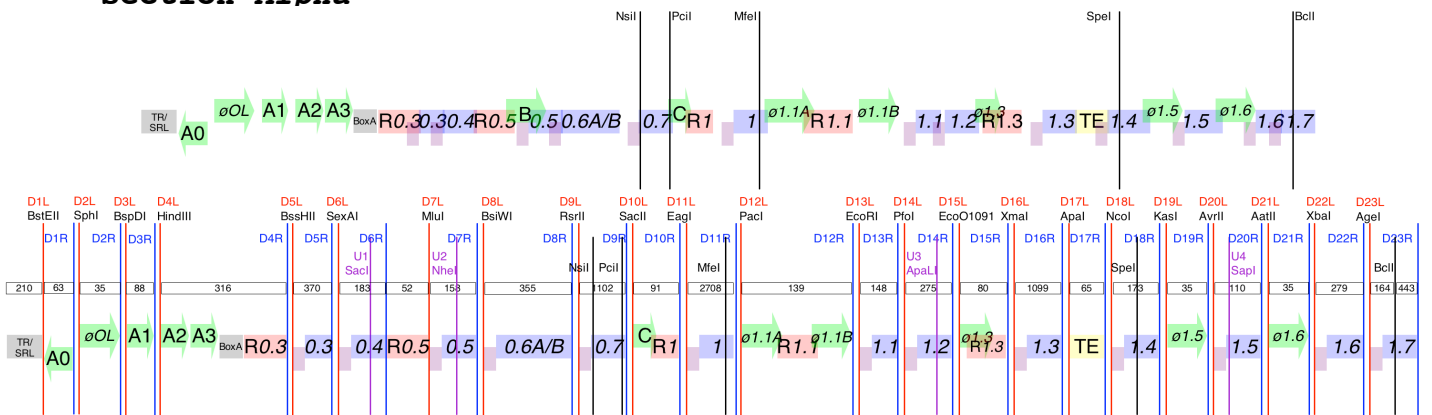 Section Alpha
NsiI PciI MfeI SpeI BclI
TR/ SRL A0 øOL A1 A2 A3 BoxA R0.3 0.3 0.4 R0.5 B 0.5 0.6A/B 0.7 C R1 1 ø1.1A R1.1 ø1.1B 1.1 1.2 ø1.3 R1.3 1.3 TE 1.4 ø1.5 1.5 ø1.6 1.6 1.7
D1L D2L D3L D4L D5L D6L D7L D8L D9L D10L D11L D12L D13L D14L D15L D16L D17L D18L D19L D20L D21L D22L D23L
BstEII SphI BspDI HindIII BssHII SexAI MluI BsiWI RsrII SacII EagI PacI EcoRI PfoI EcoO1091 XmaI ApaI NcoI KasI AvrII AatII XbaI AgeI
D1R D2R D3R D4R D5R D6R D7R D8R D9R D10R D11R D12R D13R D14R D15R D16R D17R D18R D19R D20R D21R D22R D23R
U1 U2 U3 U4
SacI NheI ApaLI SapI
NsiI PciI MfeI SpeI BclI
210 63 35 88 316 370 183 52 153 355 1102 91 2708 139 148 275 80 1099 65 173 35 110 35 279 164 443
TR/ SRL A0 øOL A1 A2 A3 BoxA R0.3 0.3 0.4 R0.5 0.5 0.6A/B 0.7 C R1 1 ø1.1A R1.1 ø1.1B 1.1 1.2 ø1.3 R1.3 1.3 TE 1.4 ø1.5 1.5 ø1.6 1.6 1.7